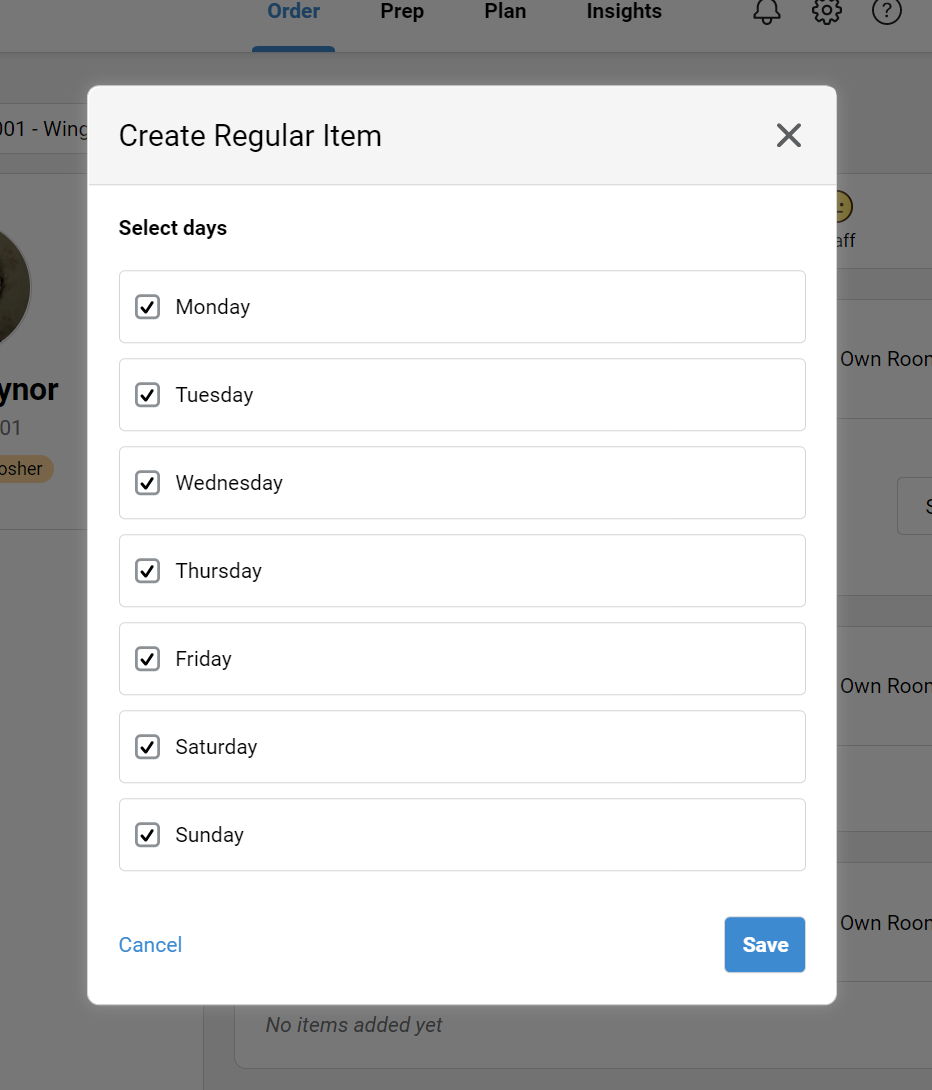 Order Prep Plan Insights
001 - Wing
Create Regular Item
Select days
aff
Monday
Own Room
Tuesday
ynor
01
osher
Wednesday
S
Thursday
Friday
Own Room
Saturday
Sunday
Own Room
Cancel
Save
No items added yet